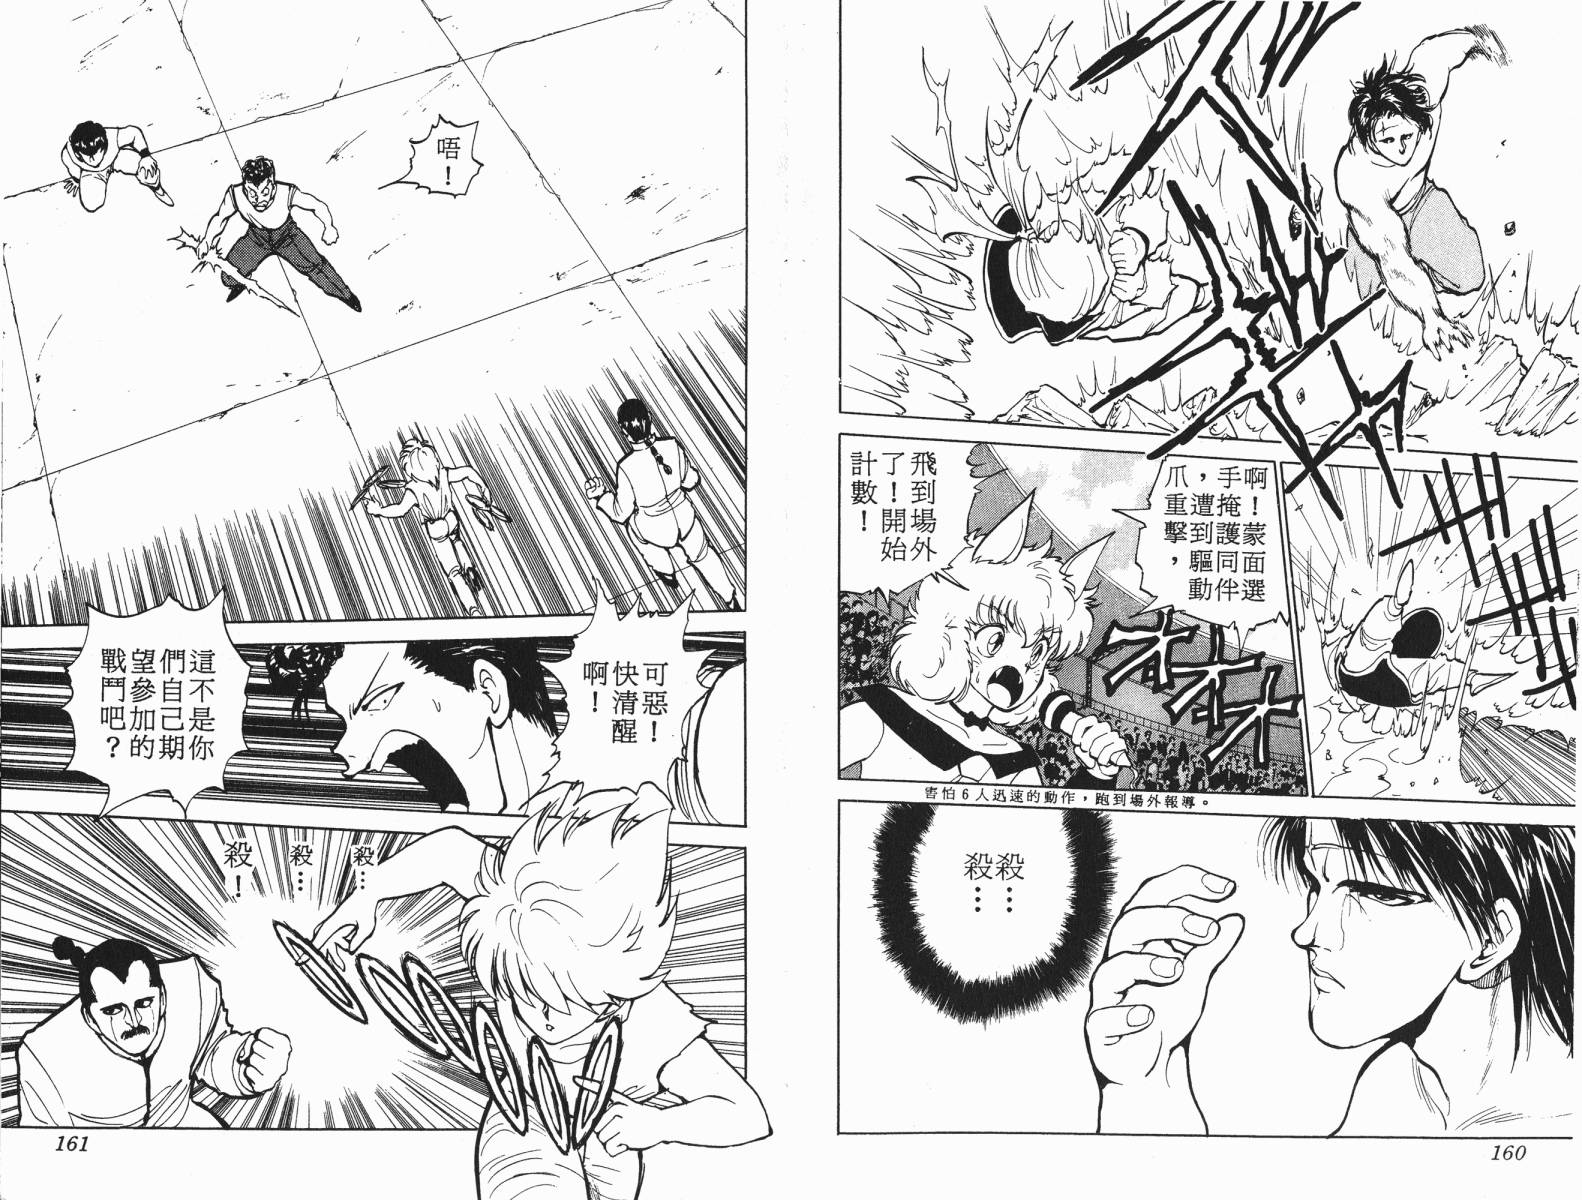 啊！蒙面選
手掩護同伴
，遭到驅動
爪重擊，
飛到場外
了！開始
計數！
害怕6人迅速的動作，跑到場外報導。
殺…
殺…
160
唔！
可惡！
快清醒
啊！
這不是你
們自己期
望參加的
戰鬥吧？
殺…
殺…
殺！
161